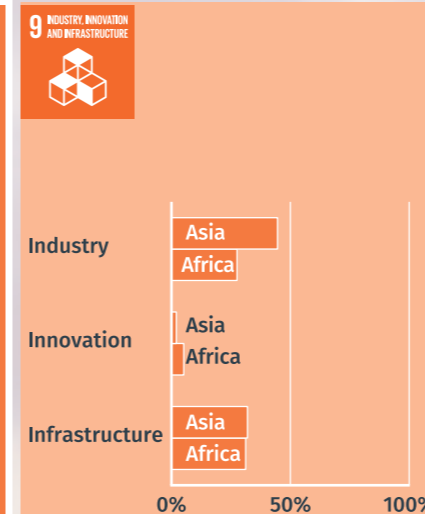 9 INDUSTRY, INNOVATION
AND INFRASTRUCTURE
Industry
Asia
Africa
Innovation
Asia
Africa
Infrastructure
Asia
Africa
0% 50% 100%